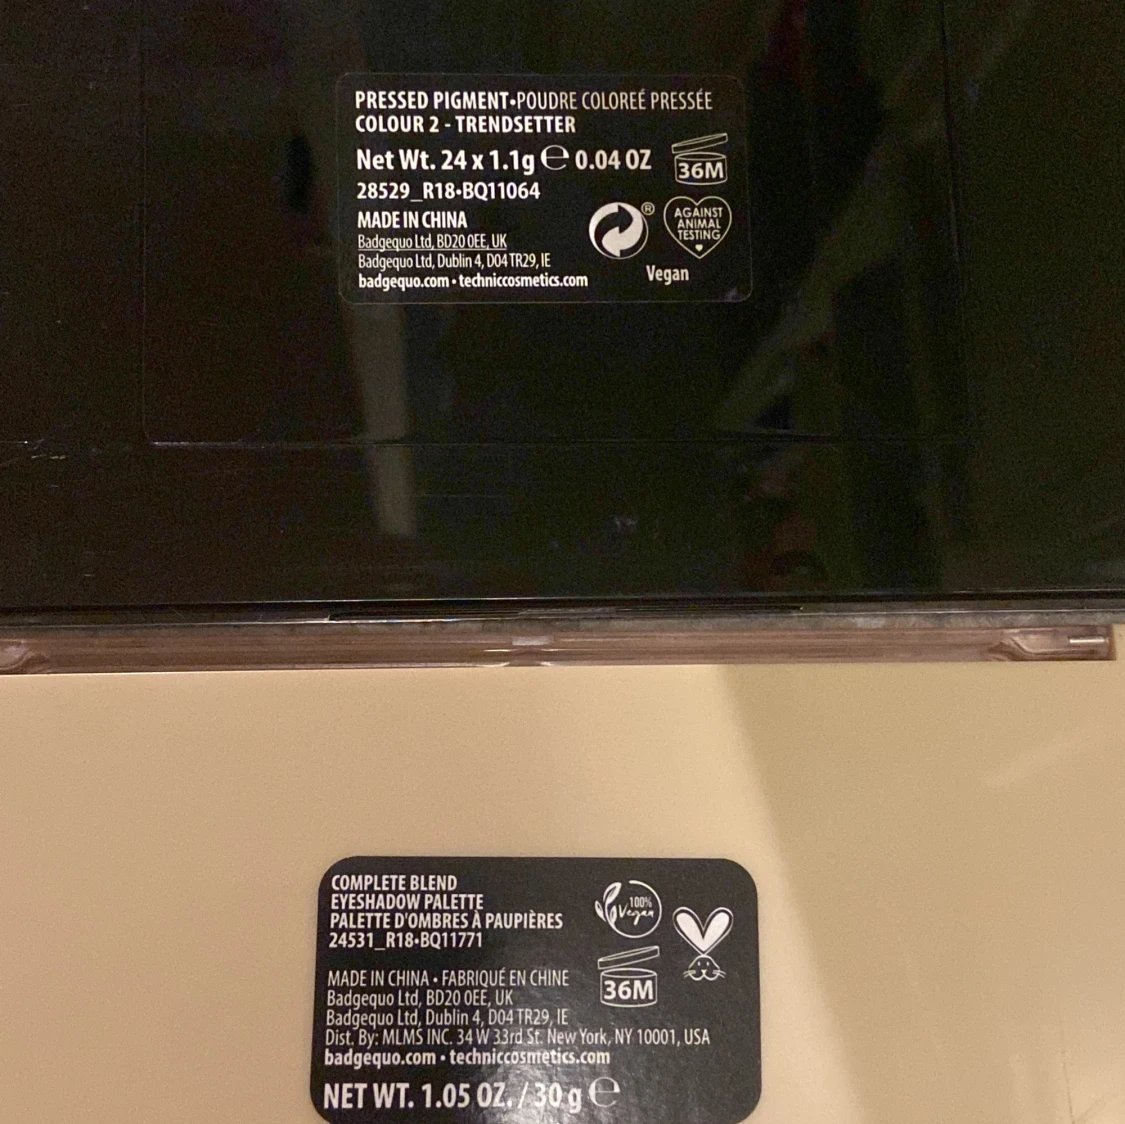 PRESSED PIGMENT•POUDRE COLOREÉ PRESSÉE
COLOUR 2 - TRENDSETTER
Net Wt. 24 x 1.1g ℮ 0.04 OZ
36M
28529_R18•BQ11064
MADE IN CHINA
Badgequo Ltd, BD20 0EE, UK
Badgequo Ltd, Dublin 4, D04 TR29, IE
badgequo.com • techniccosmetics.com
®
AGAINST
ANIMAL
TESTING
Vegan
COMPLETE BLEND
EYESHADOW PALETTE
PALETTE D'OMBRES À PAUPIÈRES
24531_R18•BQ11771
100%
Vegan
36M
MADE IN CHINA • FABRIQUÉ EN CHINE
Badgequo Ltd, BD20 0EE, UK
Badgequo Ltd, Dublin 4, D04 TR29, IE
Dist. By: MLMS INC. 34 W 33rd St. New York, NY 10001, USA
badgequo.com • techniccosmetics.com
NET WT. 1.05 OZ. / 30 g ℮